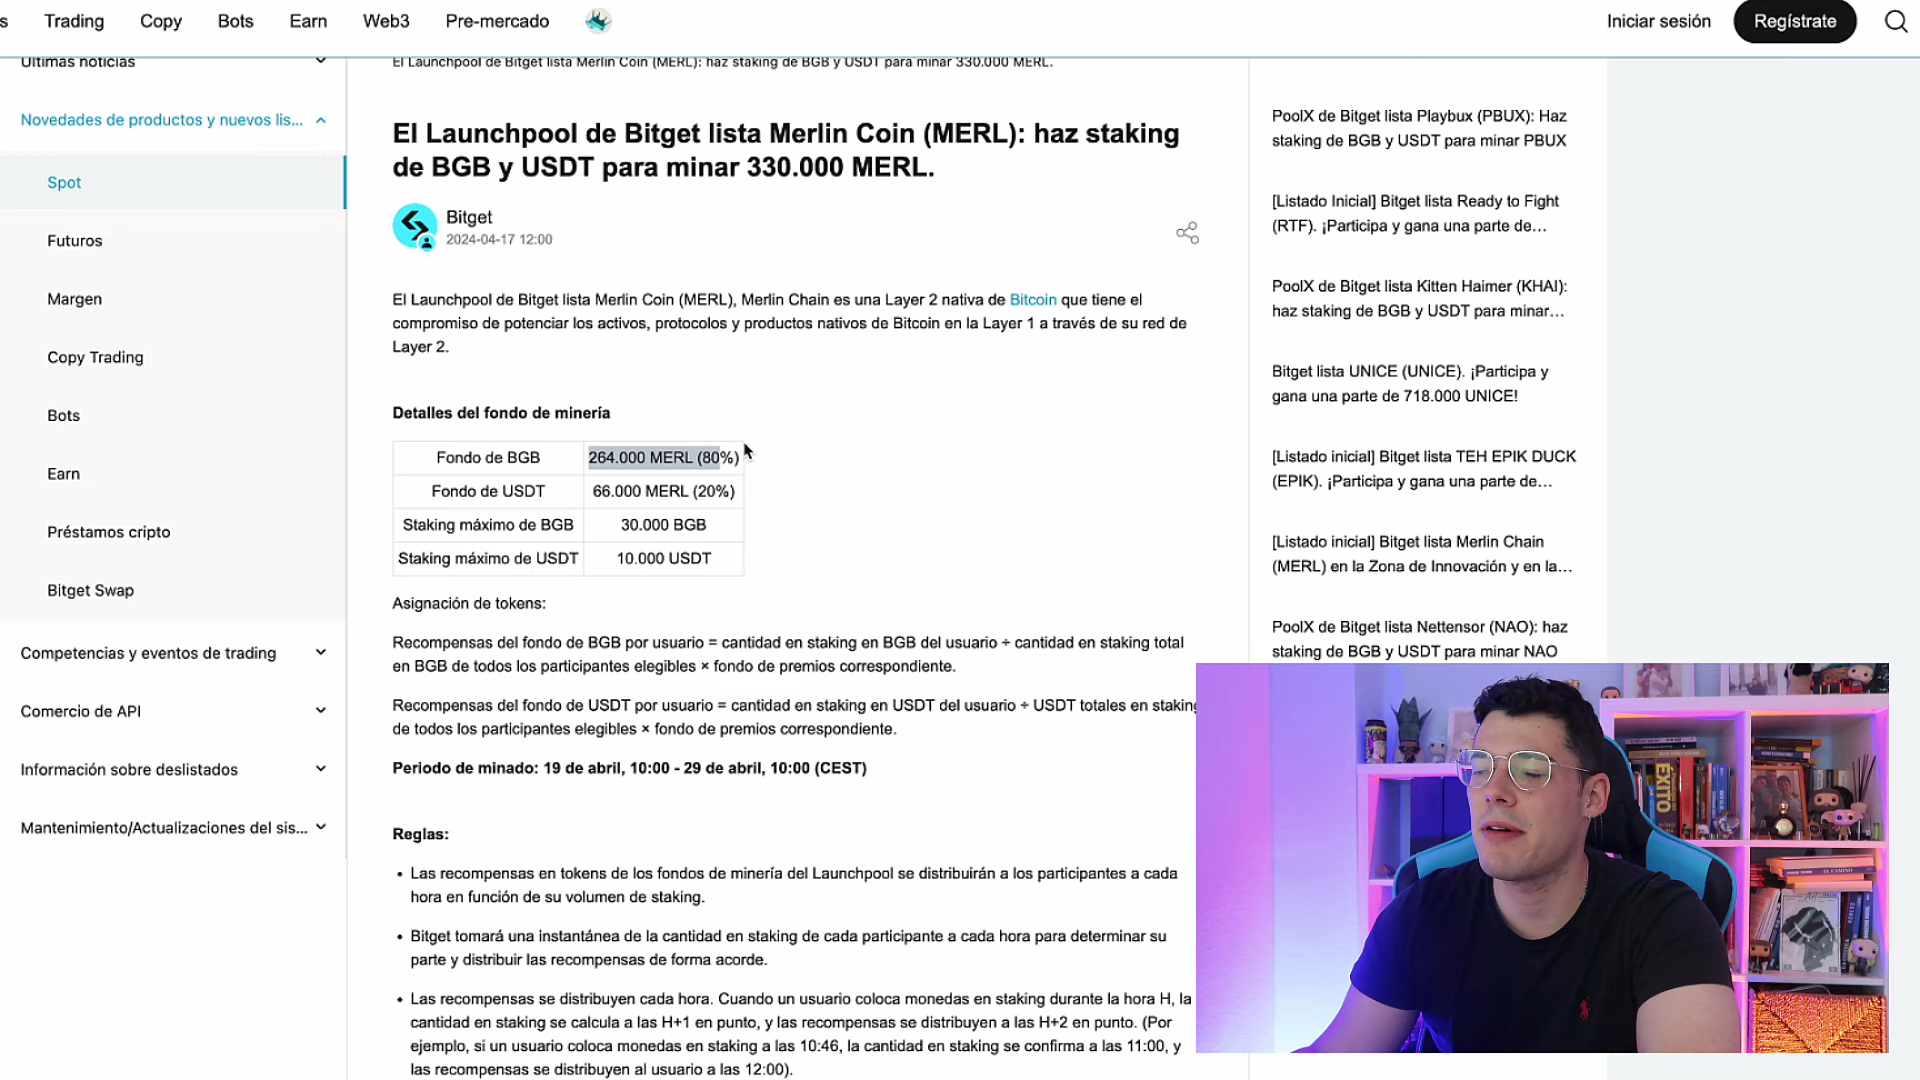 s Trading Copy Bots Earn Web3 Pre-mercado Iniciar sesión Regístrate
Últimas noticias
Novedades de productos y nuevos lis...
Spot
Futuros
Margen
Copy Trading
Bots
Earn
Préstamos cripto
Bitget Swap
Competencias y eventos de trading
Comercio de API
Información sobre deslistados
Mantenimiento/Actualizaciones del sis...
El Launchpool de Bitget lista Merlin Coin (MERL): haz staking de BGB y USDT para minar 330.000 MERL.
El Launchpool de Bitget lista Merlin Coin (MERL): haz staking
de BGB y USDT para minar 330.000 MERL.
Bitget
2024-04-17 12:00
El Launchpool de Bitget lista Merlin Coin (MERL), Merlin Chain es una Layer 2 nativa de Bitcoin que tiene el
compromiso de potenciar los activos, protocolos y productos nativos de Bitcoin en la Layer 1 a través de su red de
Layer 2.
Detalles del fondo de minería
Fondo de BGB 264.000 MERL (80%)
Fondo de USDT 66.000 MERL (20%)
Staking máximo de BGB 30.000 BGB
Staking máximo de USDT 10.000 USDT
Asignación de tokens:
Recompensas del fondo de BGB por usuario = cantidad en staking en BGB del usuario ÷ cantidad en staking total
en BGB de todos los participantes elegibles × fondo de premios correspondiente.
Recompensas del fondo de USDT por usuario = cantidad en staking en USDT del usuario ÷ USDT totales en staking
de todos los participantes elegibles × fondo de premios correspondiente.
Periodo de minado: 19 de abril, 10:00 - 29 de abril, 10:00 (CEST)
Reglas:
• Las recompensas en tokens de los fondos de minería del Launchpool se distribuirán a los participantes a cada
hora en función de su volumen de staking.
• Bitget tomará una instantánea de la cantidad en staking de cada participante a cada hora para determinar su
parte y distribuir las recompensas de forma acorde.
• Las recompensas se distribuyen cada hora. Cuando un usuario coloca monedas en staking durante la hora H, la
cantidad en staking se calcula a las H+1 en punto, y las recompensas se distribuyen a las H+2 en punto. (Por
ejemplo, si un usuario coloca monedas en staking a las 10:46, la cantidad en staking se confirma a las 11:00, y
las recompensas se distribuyen al usuario a las 12:00).
PoolX de Bitget lista Playbux (PBUX): Haz
staking de BGB y USDT para minar PBUX
[Listado Inicial] Bitget lista Ready to Fight
(RTF). ¡Participa y gana una parte de...
PoolX de Bitget lista Kitten Haimer (KHAI):
haz staking de BGB y USDT para minar...
Bitget lista UNICE (UNICE). ¡Participa y
gana una parte de 718.000 UNICE!
[Listado inicial] Bitget lista TEH EPIK DUCK
(EPIK). ¡Participa y gana una parte de...
[Listado inicial] Bitget lista Merlin Chain
(MERL) en la Zona de Innovación y en la...
PoolX de Bitget lista Nettensor (NAO): haz
staking de BGB y USDT para minar NAO
ÉXITO
EL CAMINO